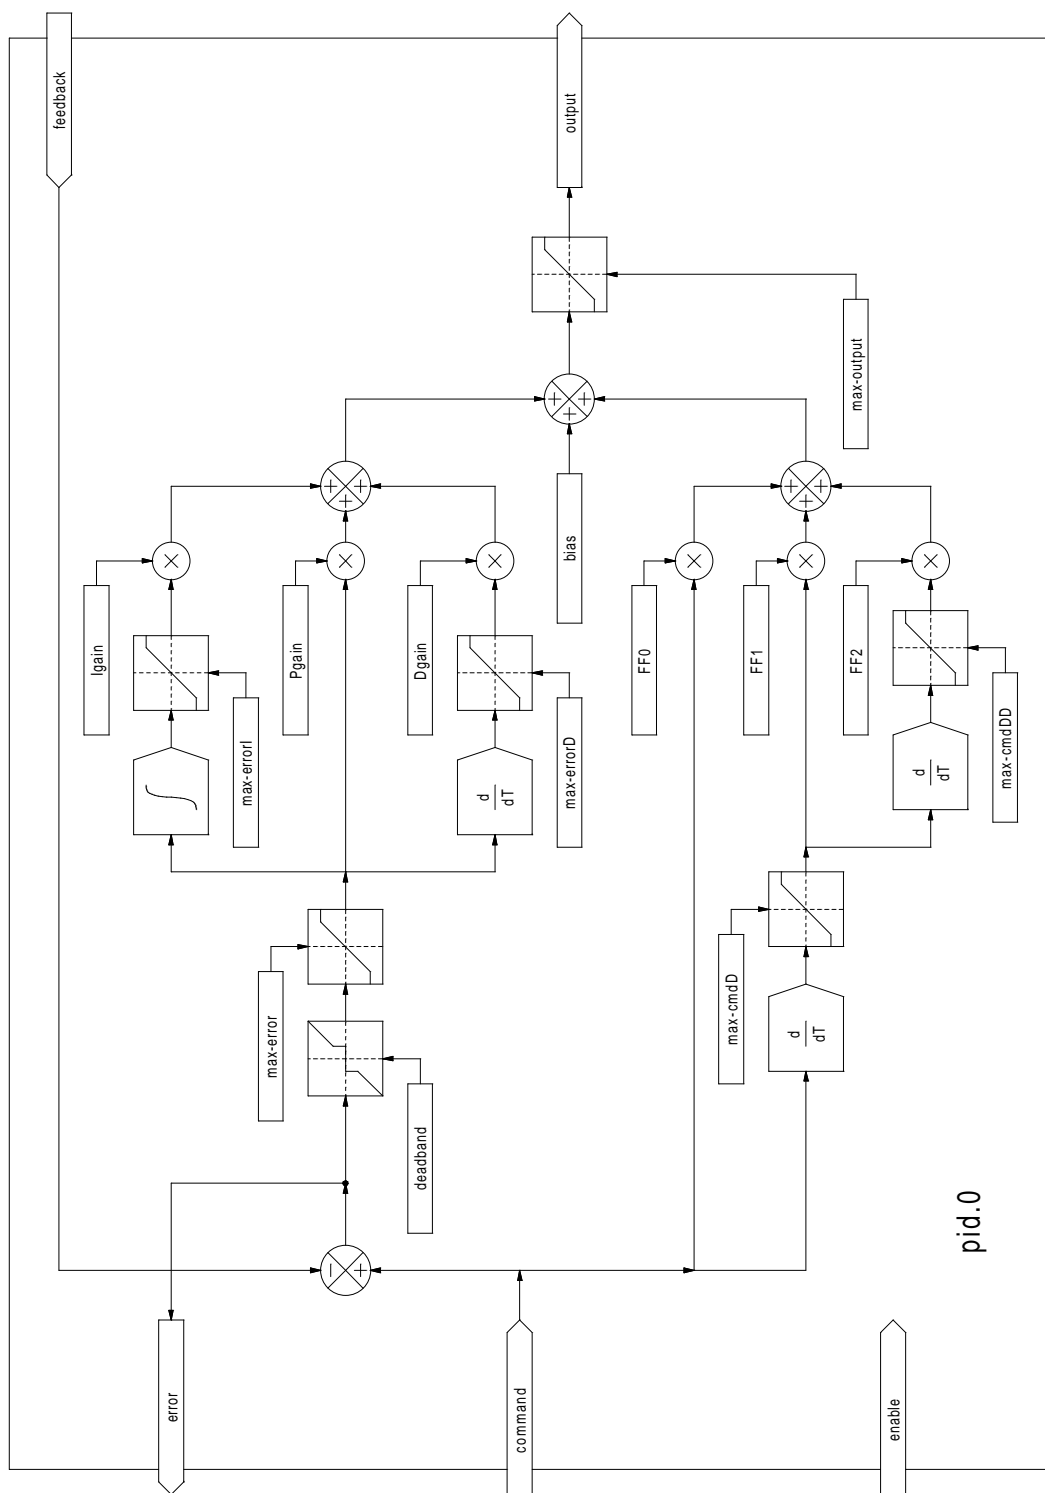 feedback
output
max-output
+
+
+
Igain
Pgain
Dgain
bias
FF0
FF1
FF2
+
+
+
+
+
+
×
×
×
×
×
×
max-errorI
max-errorD
max-cmdDD
∫
d
dT
d
dT
max-error
max-cmdD
d
dT
deadband
−
+
pid.0
error
command
enable